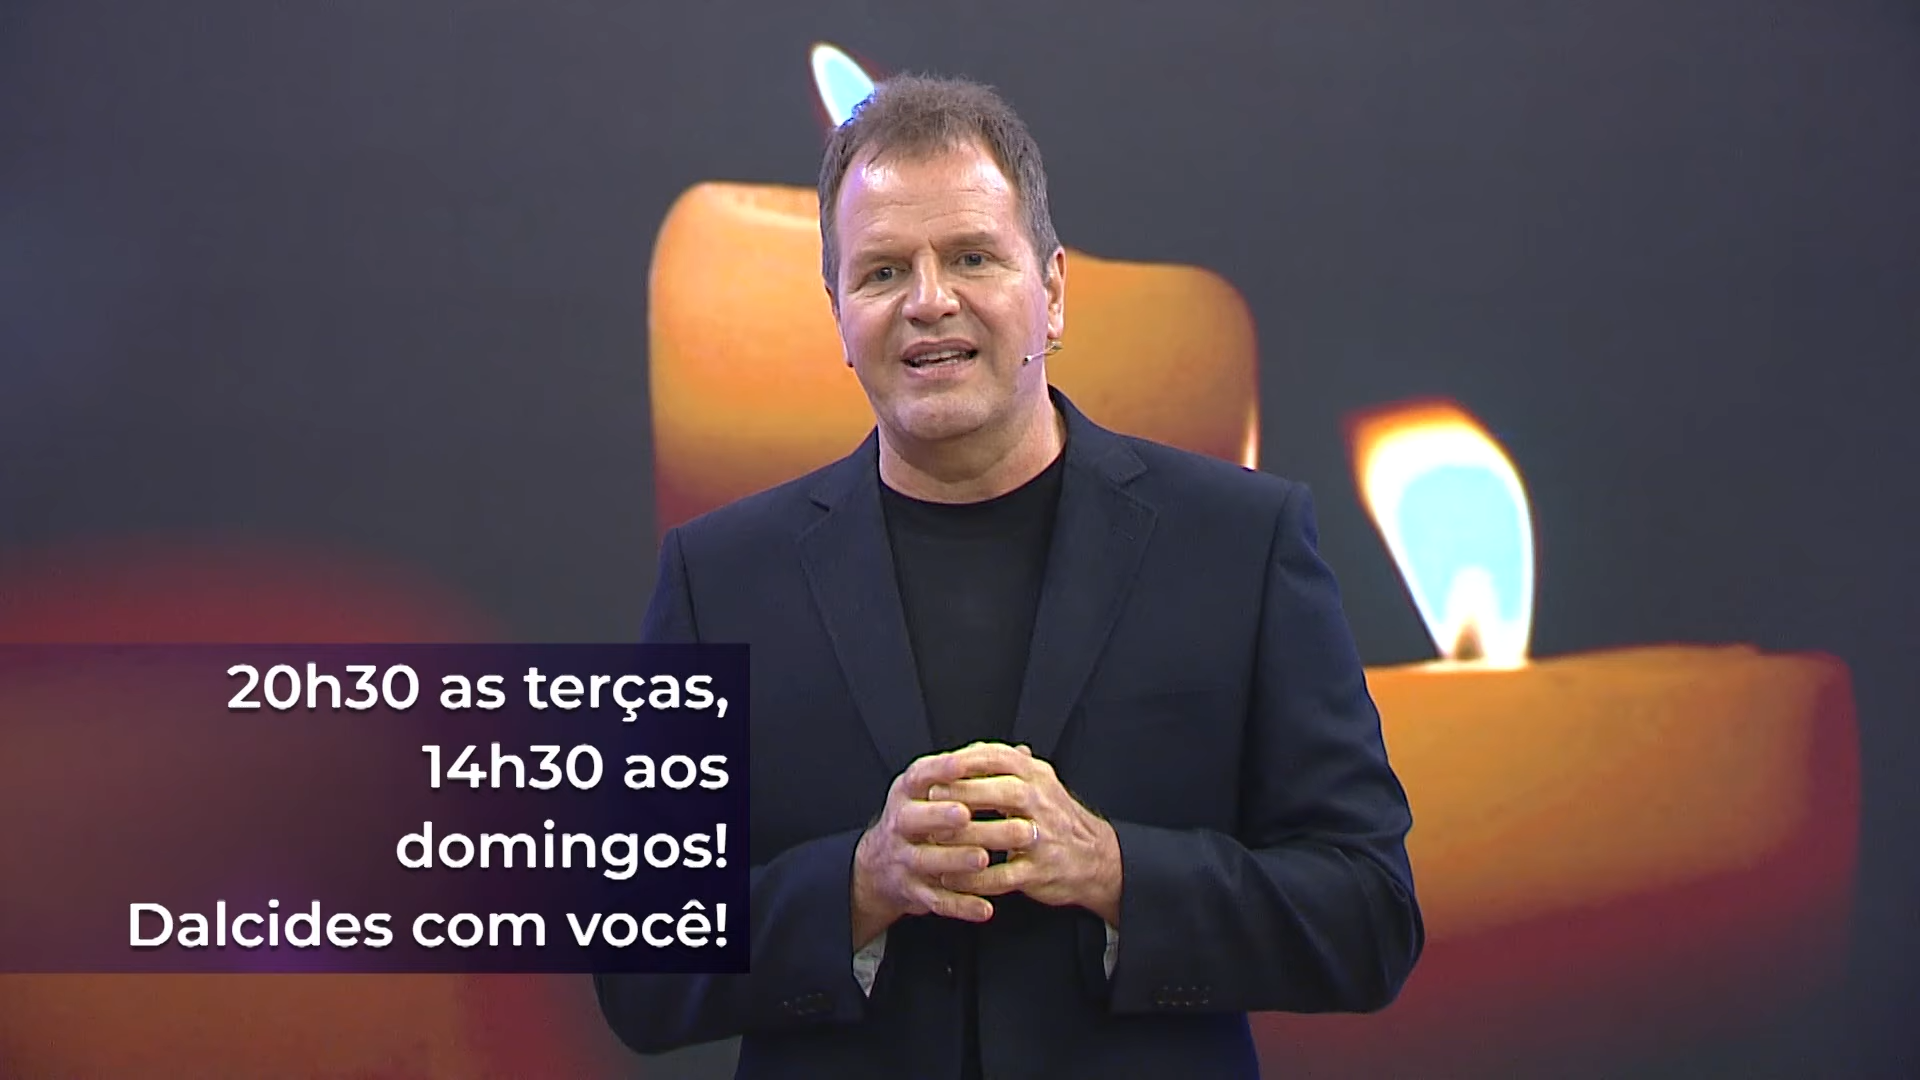 20h30 as terças,
14h30 aos
domingos!
Dalcides com você!